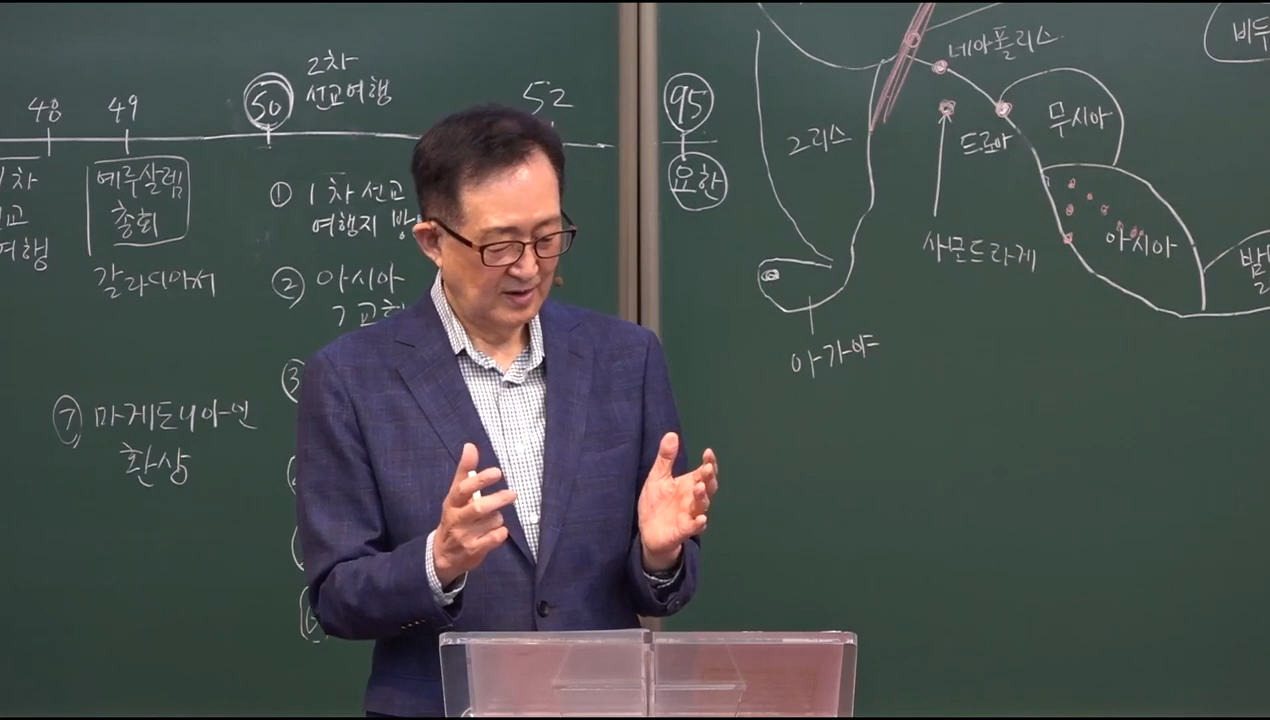 48
49
50
2차
선교여행
52
차
교
여행
예루살렘
총회
갈라디아서
① 1차 선교
여행지 방
② 아시아
7 교회
③
⑦ 마게도니아인
환상
95
요한
그리스
네아폴리스
드로아
무시아
사모드라게
아시아
아가야
비두